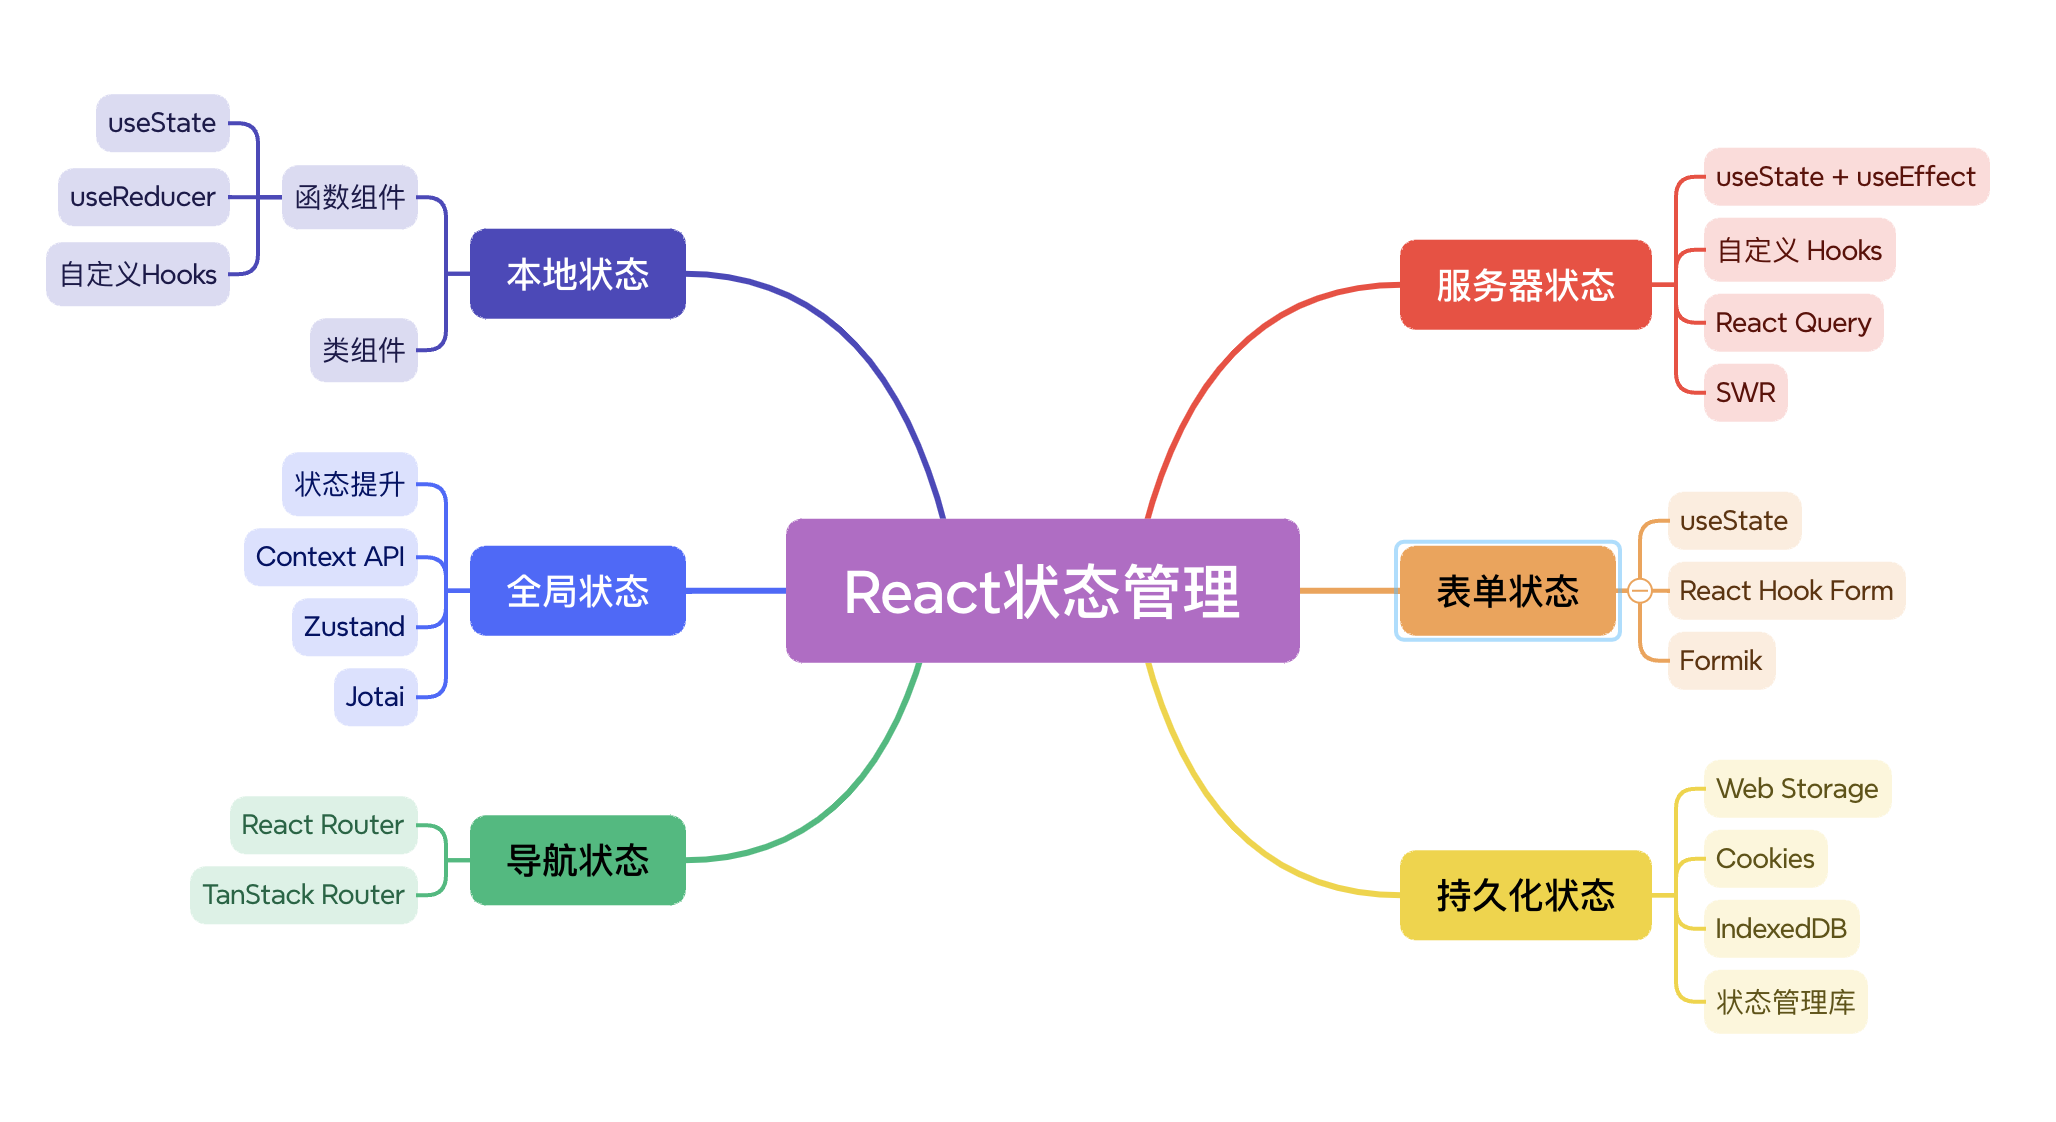 React状态管理
本地状态
函数组件
useState
useReducer
自定义Hooks
类组件
全局状态
状态提升
Context API
Zustand
Jotai
导航状态
React Router
TanStack Router
服务器状态
useState + useEffect
自定义 Hooks
React Query
SWR
表单状态
useState
React Hook Form
Formik
持久化状态
Web Storage
Cookies
IndexedDB
状态管理库